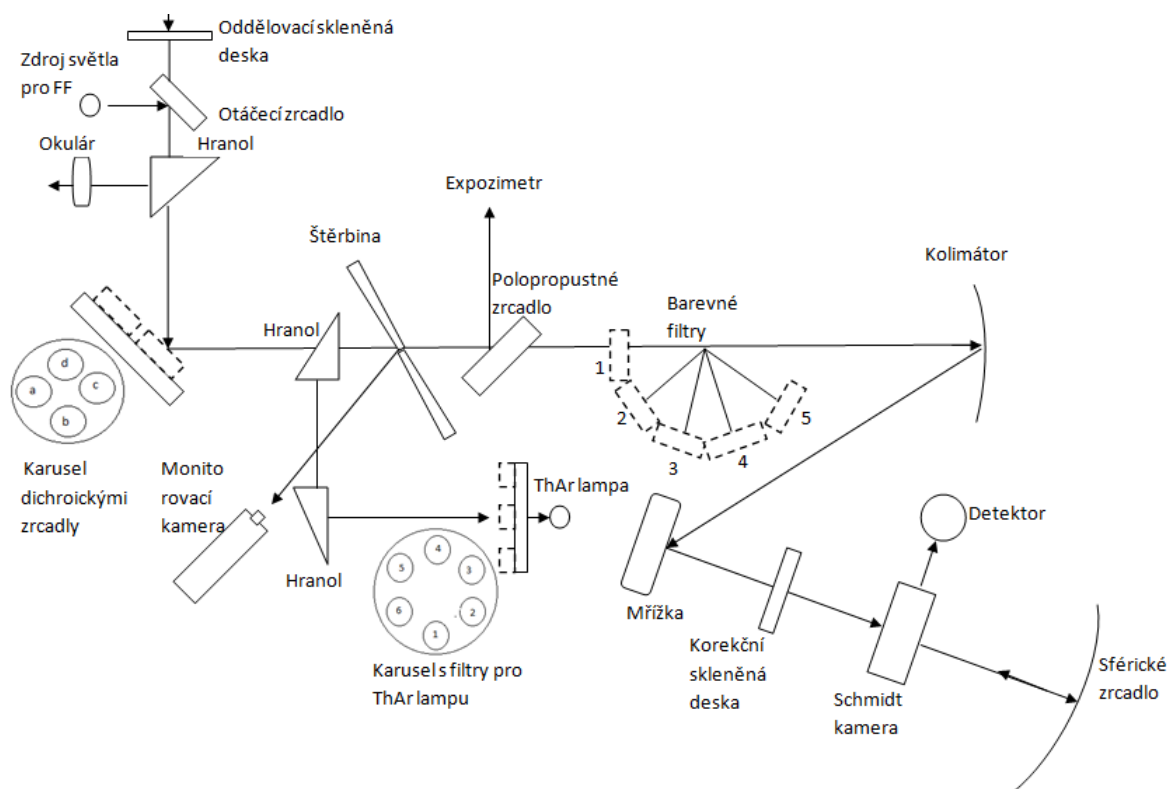 Oddělovací skleněná
deska
Zdroj světla
pro FF
Otáčecí zrcadlo
Okulár
Hranol
Expozimetr
Štěrbina
Kolimátor
Polopropustné
zrcadlo
Barevné
filtry
Hranol
1
2
3
4
5
d
a
c
b
Karusel
dichroickými
zrcadly
Monito
rovací
kamera
ThAr lampa
Detektor
Hranol
4
5
3
6
2
1
Mřížka
Karusel s filtry pro
ThAr lampu
Korekční
skleněná
deska
Schmidt
kamera
Sférické
zrcadlo